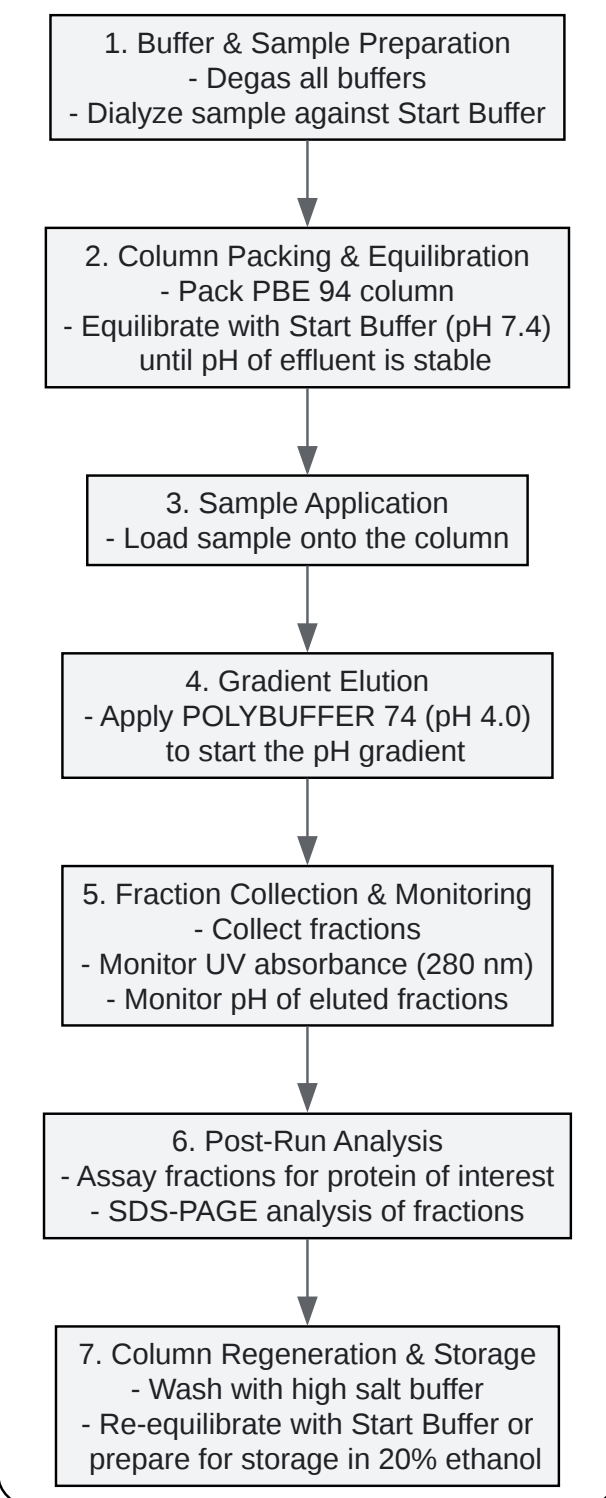 1. Buffer & Sample Preparation
- Degas all buffers
- Dialyze sample against Start Buffer
2. Column Packing & Equilibration
- Pack PBE 94 column
- Equilibrate with Start Buffer (pH 7.4)
until pH of effluent is stable
3. Sample Application
- Load sample onto the column
4. Gradient Elution
- Apply POLYBUFFER 74 (pH 4.0)
to start the pH gradient
5. Fraction Collection & Monitoring
- Collect fractions
- Monitor UV absorbance (280 nm)
- Monitor pH of eluted fractions
6. Post-Run Analysis
- Assay fractions for protein of interest
- SDS-PAGE analysis of fractions
7. Column Regeneration & Storage
- Wash with high salt buffer
- Re-equilibrate with Start Buffer or
prepare for storage in 20% ethanol